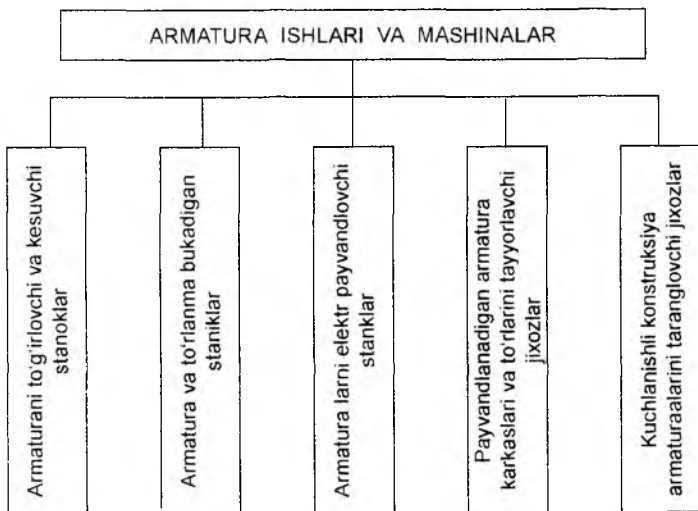 ARMATURA ISHLARI VA MASHINALAR
Armaturani to'g'irlovchi va kesuvchi
stanoklar
Armatura va to'rlanma bukadigan
staniklar
Armatura larni elektr payvandlovchi
stanklar
Payvandlanadigan armatura
karkaslari va to'rlarini tayyorlavchi
jixozlar
Kuchlanishli konstruksiya
armaturaalarini taranglovchi jixozlar